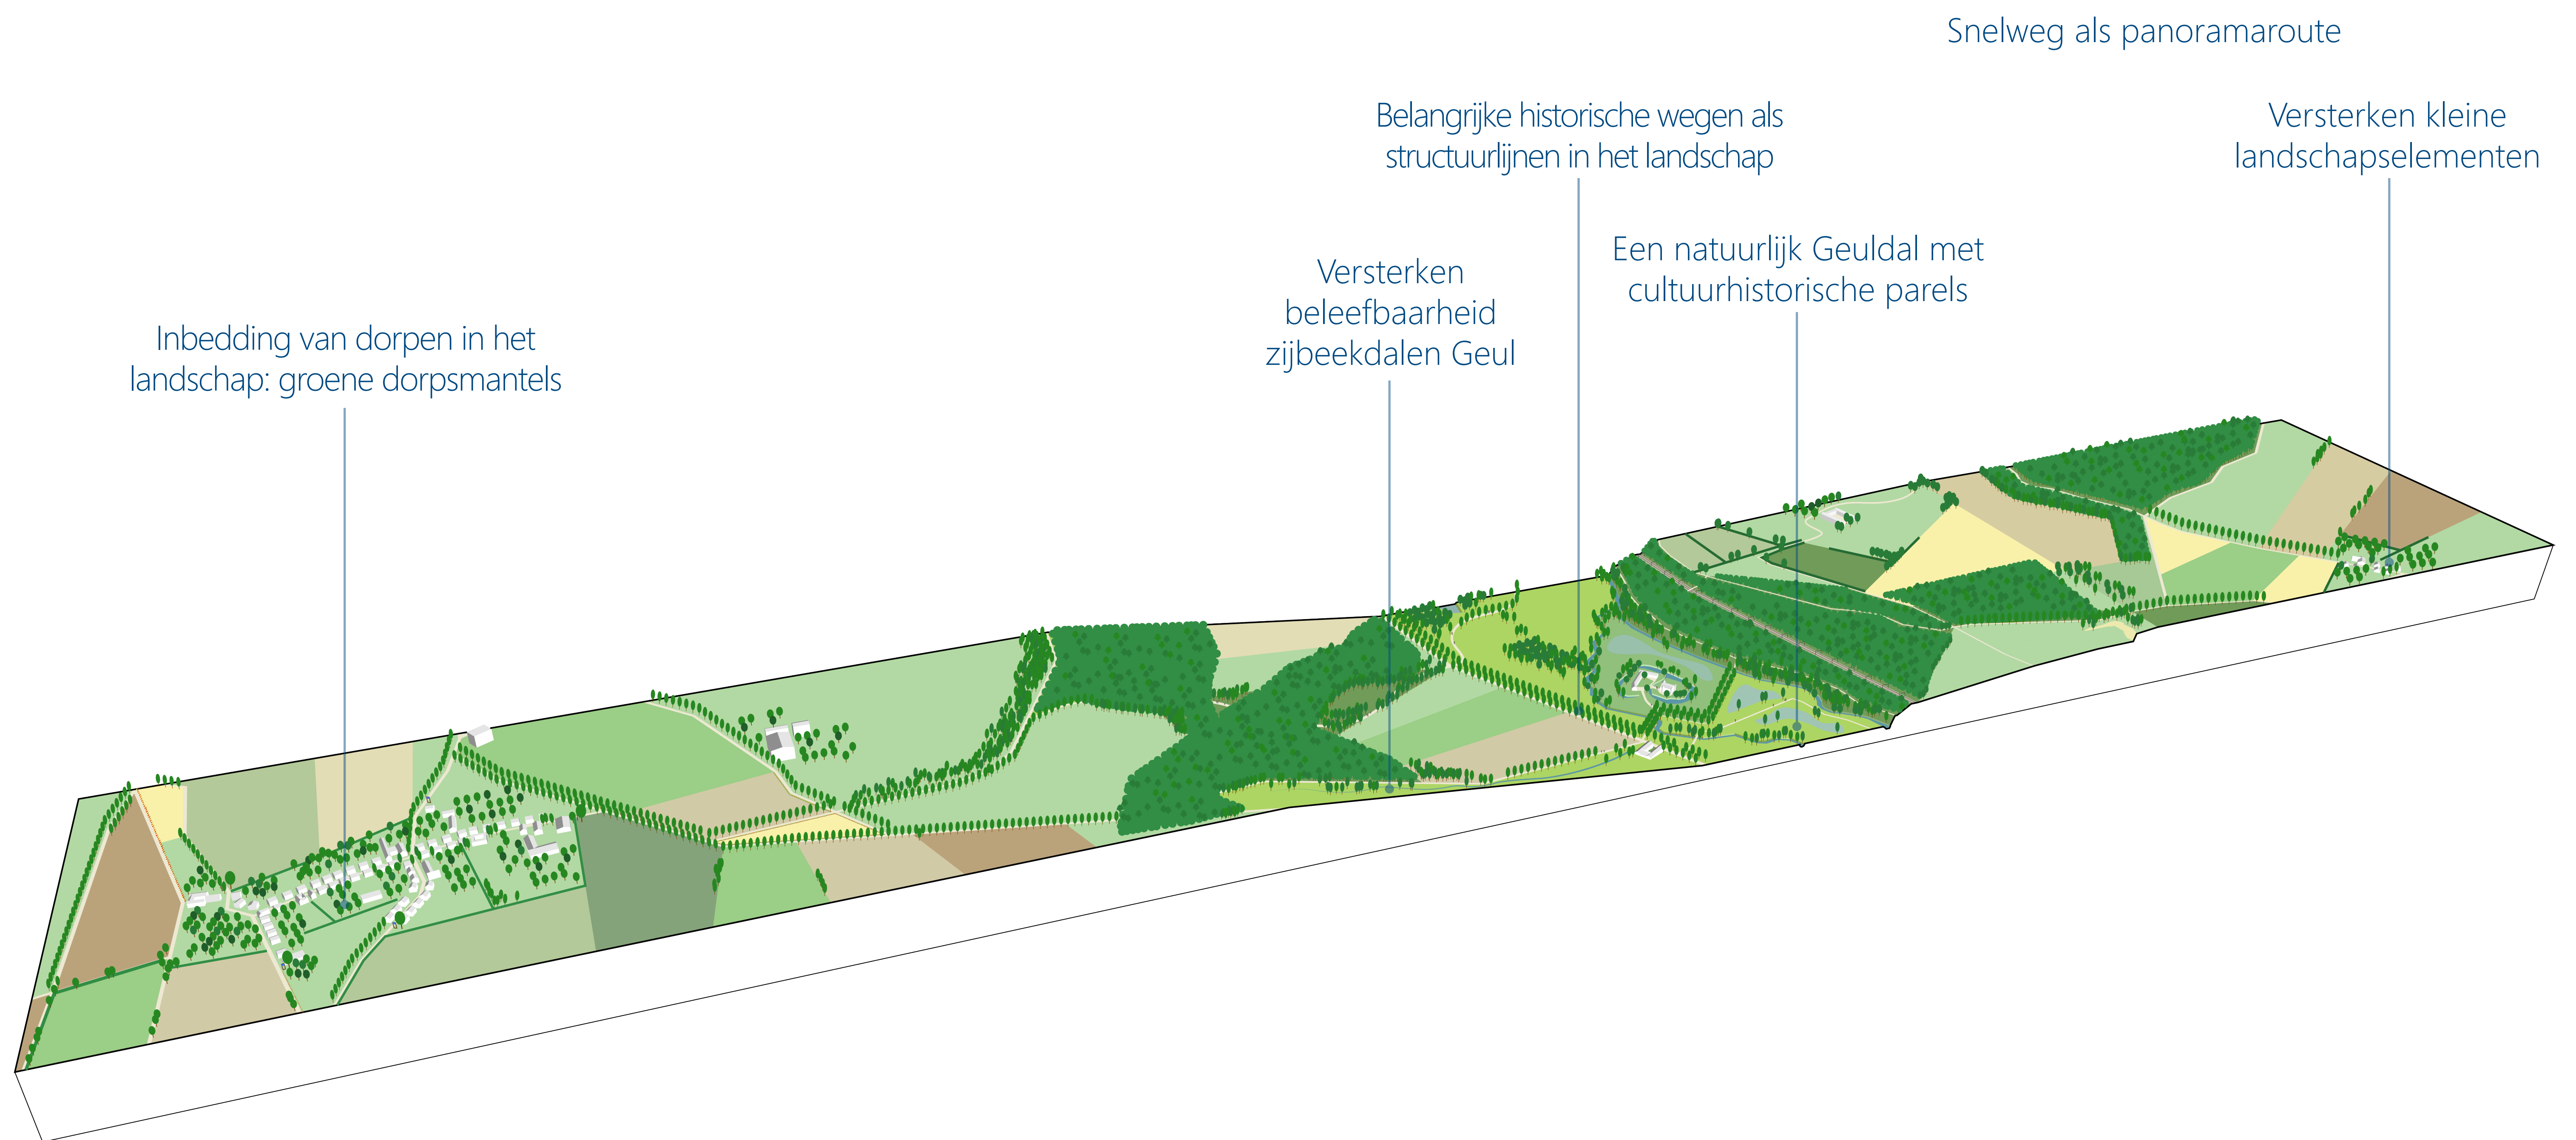 Snelweg als panoramaroute
Belangrijke historische wegen als
structuurlijnen in het landschap
Versterken kleine
landschapselementen
Een natuurlijk Geuldal met
cultuurhistorische parels
Versterken
beleefbaarheid
zijbeekdalen Geul
Inbedding van dorpen in het
landschap: groene dorpsmantels